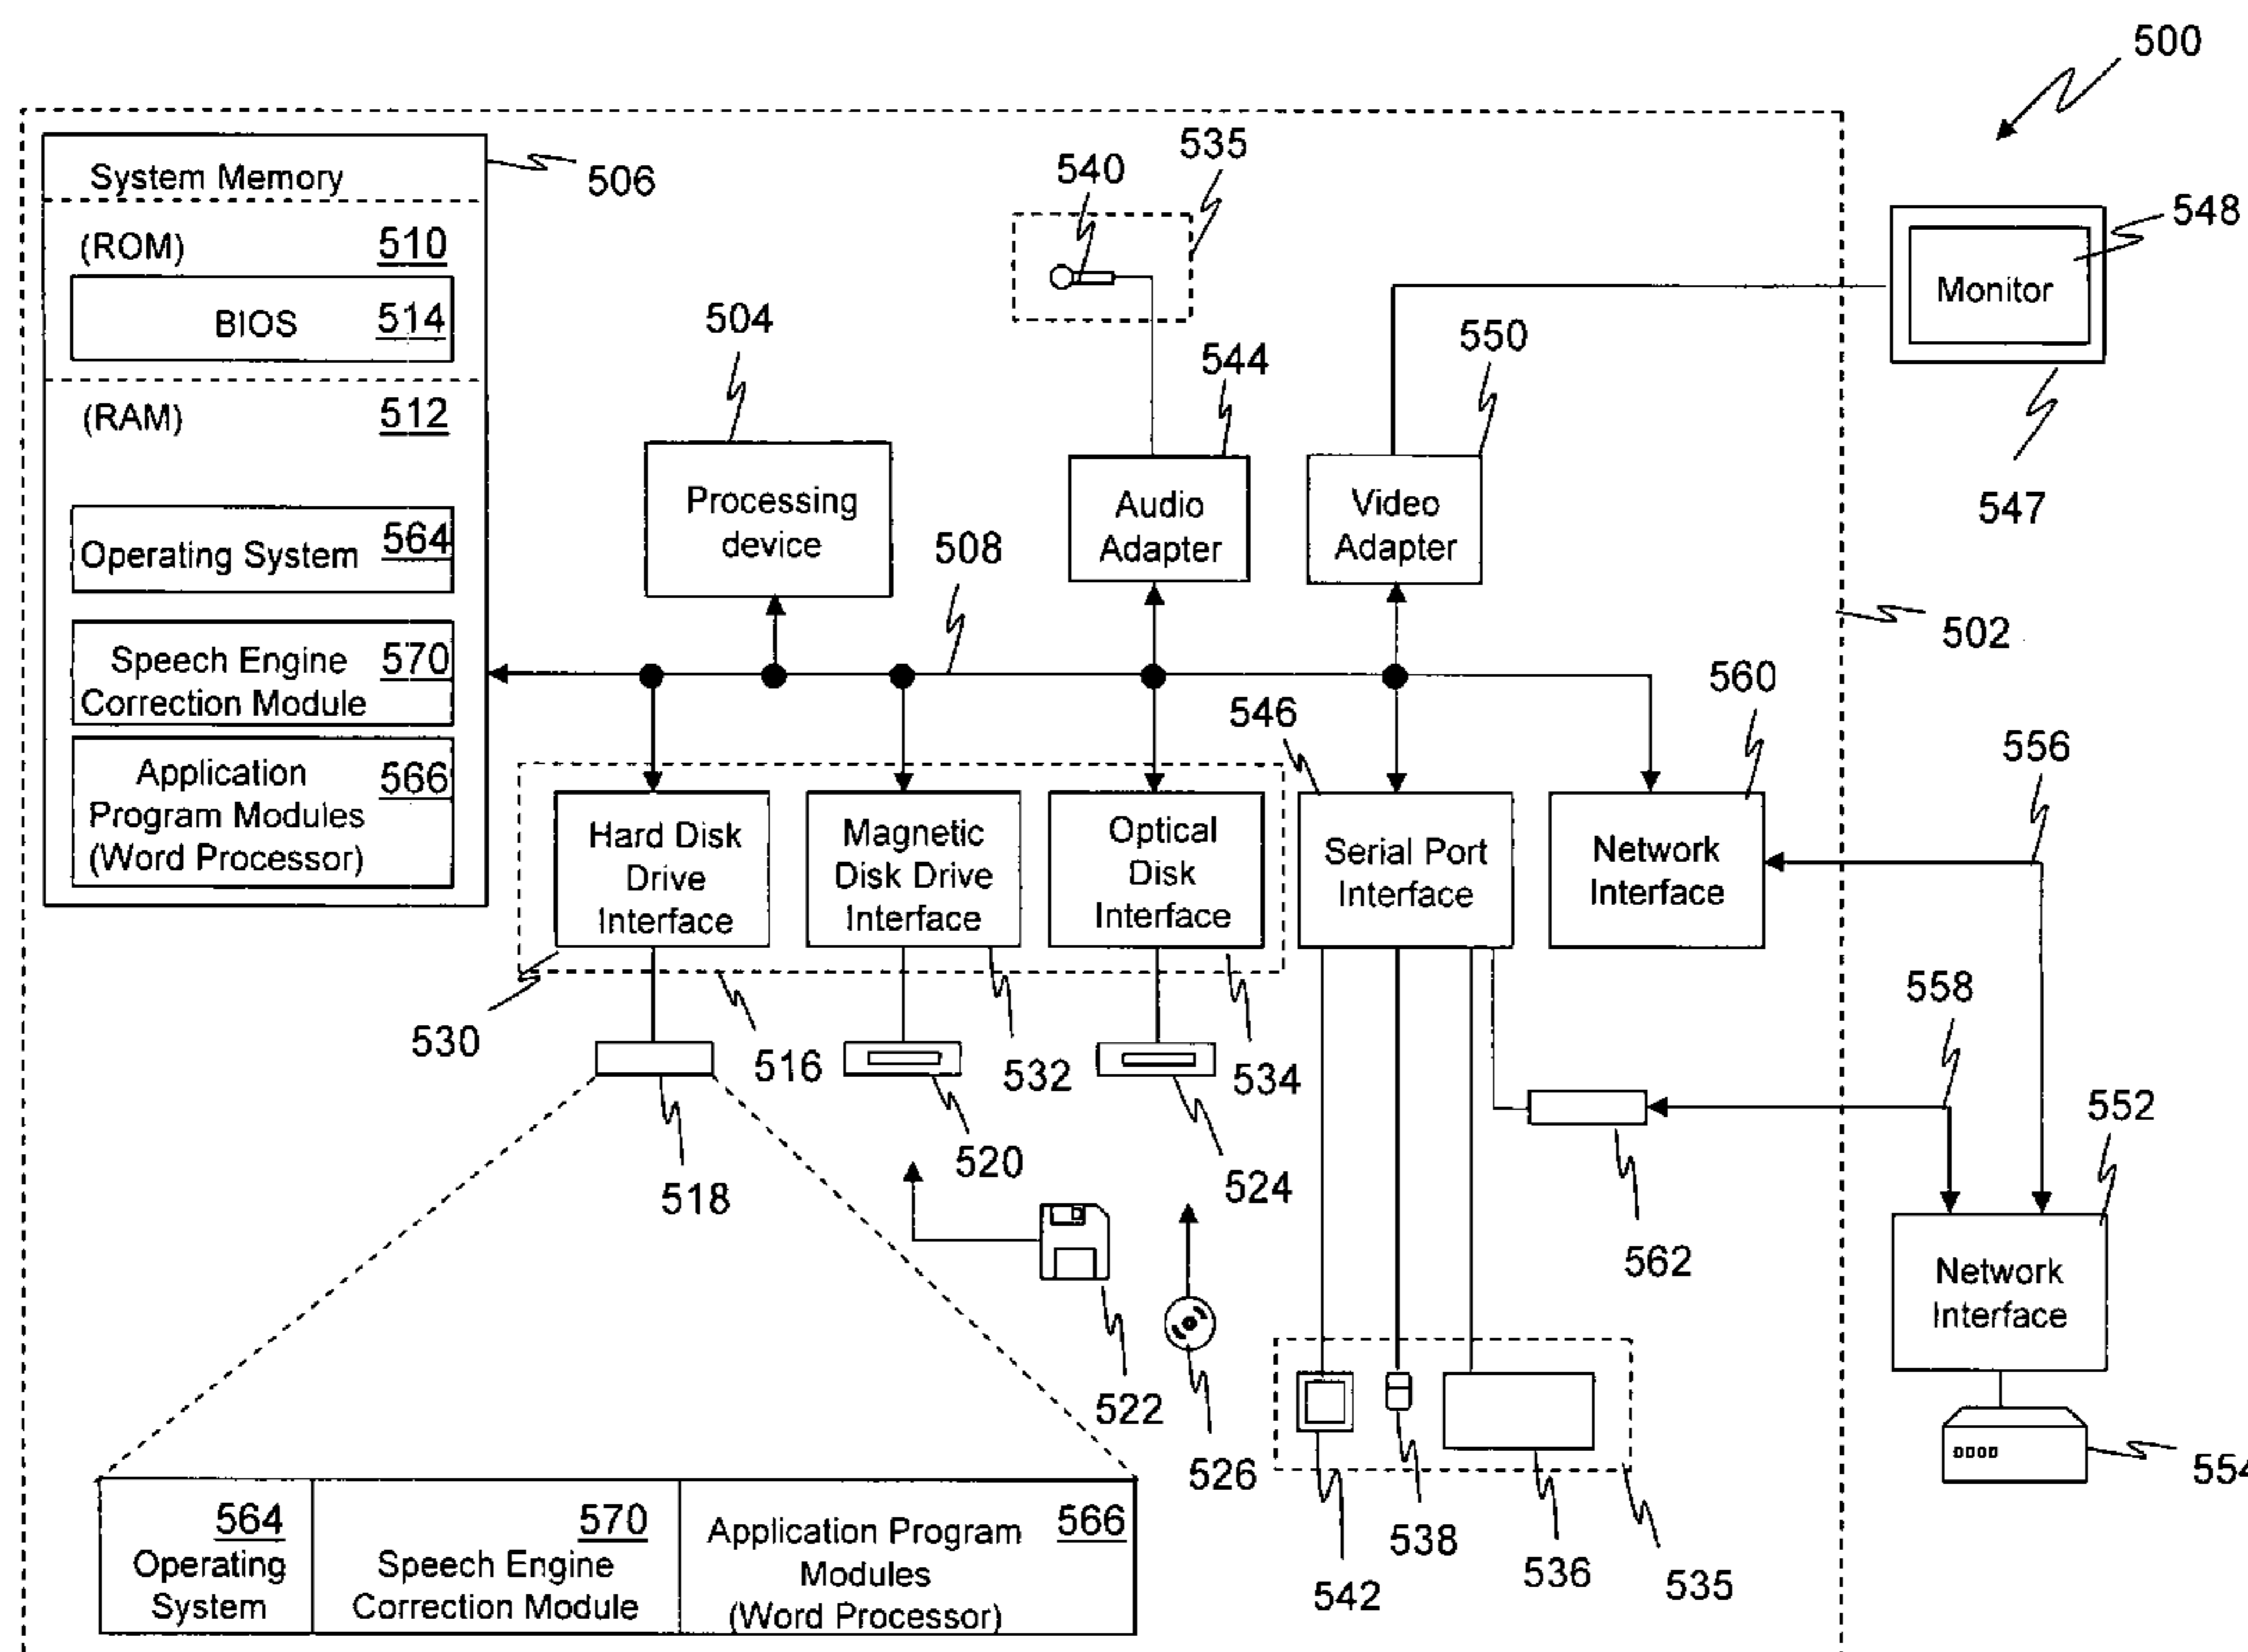 500
System Memory
506
(ROM) 510
BIOS 514
(RAM) 512
Operating System 564
Speech Engine 570
Correction Module
Application 566
Program Modules
(Word Processor)
540
535
504
Processing
device
508
544
Audio
Adapter
550
Video
Adapter
548
Monitor
547
502
546
560
556
Hard Disk
Drive
Interface
Magnetic
Disk Drive
Interface
Optical
Disk
Interface
Serial Port
Interface
Network
Interface
530
516
532
534
558
552
518
520
524
562
Network
Interface
522
526
554
542
538
536
535
564
Operating
System
570
Speech Engine
Correction Module
Application Program 566
Modules
(Word Processor)